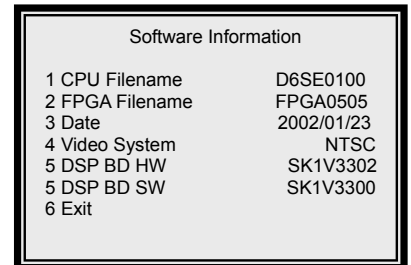 Software Information
1 CPU Filename D6SE0100
2 FPGA Filename FPGA0505
3 Date 2002/01/23
4 Video System NTSC
5 DSP BD HW SK1V3302
5 DSP BD SW SK1V3300
6 Exit